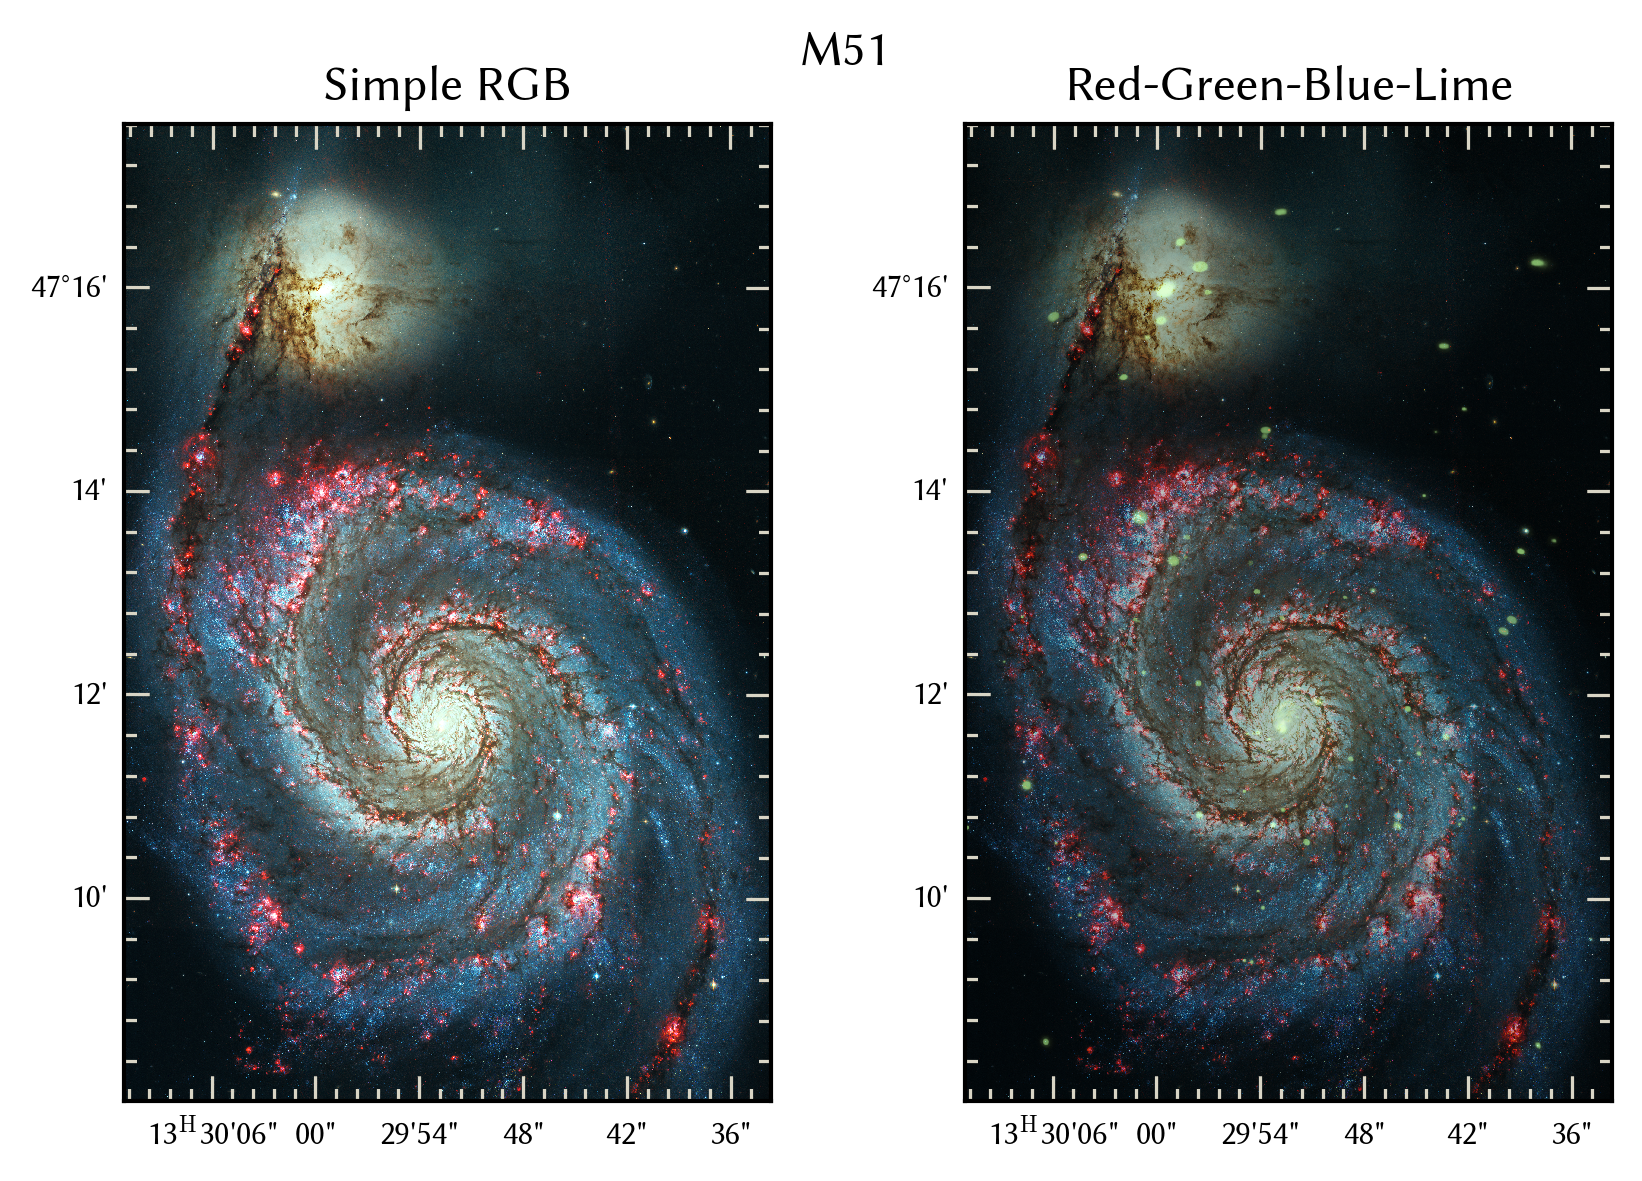 M51
Simple RGB
Red-Green-Blue-Lime
47°16'
14'
12'
10'
13ᴴ30'06" 00" 29'54" 48" 42" 36"
47°16'
14'
12'
10'
13ᴴ30'06" 00" 29'54" 48" 42" 36"